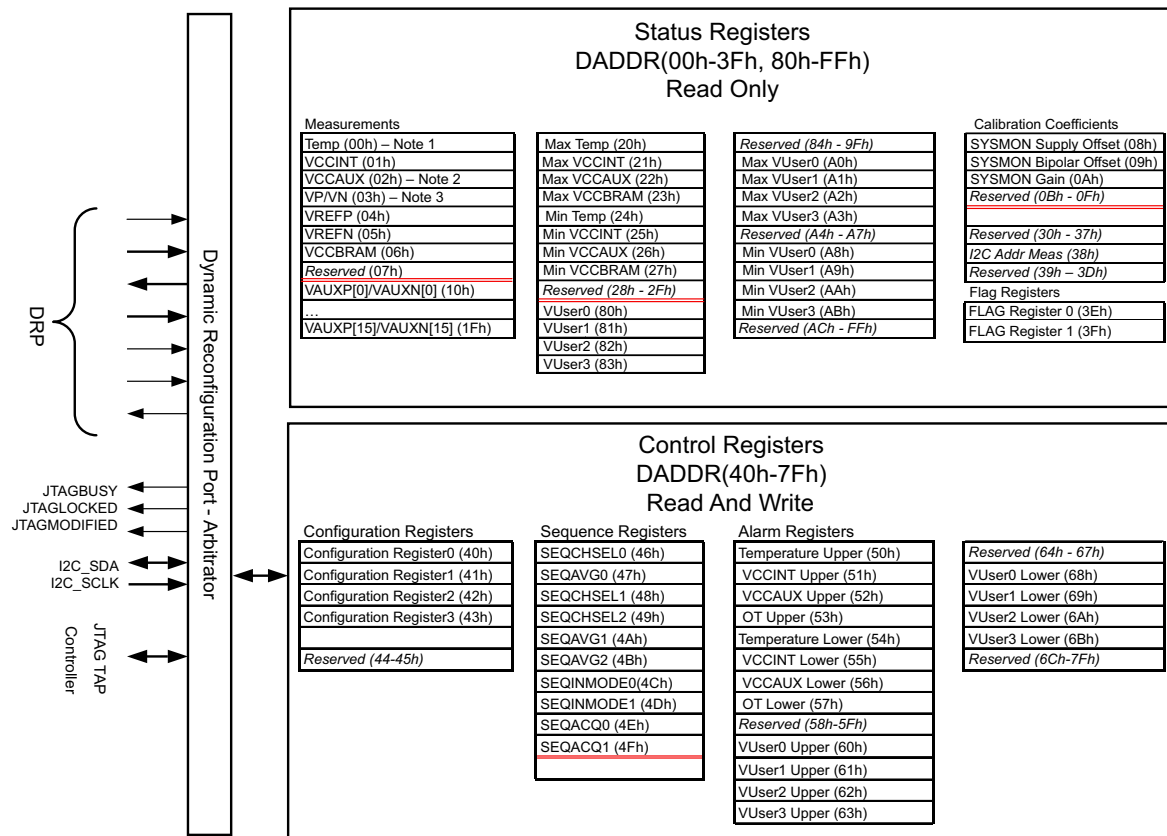 Status Registers
DADDR(00h-3Fh, 80h-FFh)
Read Only
Measurements
Temp (00h) – Note 1
VCCINT (01h)
VCCAUX (02h) – Note 2
VP/VN (03h) – Note 3
VREFP (04h)
VREFN (05h)
VCCBRAM (06h)
Reserved (07h)
VAUXP[0]/VAUXN[0] (10h)
...
VAUXP[15]/VAUXN[15] (1Fh)
Max Temp (20h)
Max VCCINT (21h)
Max VCCAUX (22h)
Max VCCBRAM (23h)
Min Temp (24h)
Min VCCINT (25h)
Min VCCAUX (26h)
Min VCCBRAM (27h)
Reserved (28h - 2Fh)
VUser0 (80h)
VUser1 (81h)
VUser2 (82h)
VUser3 (83h)
Reserved (84h - 9Fh)
Max VUser0 (A0h)
Max VUser1 (A1h)
Max VUser2 (A2h)
Max VUser3 (A3h)
Reserved (A4h - A7h)
Min VUser0 (A8h)
Min VUser1 (A9h)
Min VUser2 (AAh)
Min VUser3 (ABh)
Reserved (ACh - FFh)
Calibration Coefficients
SYSMON Supply Offset (08h)
SYSMON Bipolar Offset (09h)
SYSMON Gain (0Ah)
Reserved (0Bh - 0Fh)
Reserved (30h - 37h)
I2C Addr Meas (38h)
Reserved (39h – 3Dh)
Flag Registers
FLAG Register 0 (3Eh)
FLAG Register 1 (3Fh)
DRP
Dynamic Reconfiguration Port - Arbitrator
JTAGBUSY
JTAGLOCKED
JTAGMODIFIED
I2C_SDA
I2C_SCLK
JTAG TAP
Controller
Control Registers
DADDR(40h-7Fh)
Read And Write
Configuration Registers
Configuration Register0 (40h)
Configuration Register1 (41h)
Configuration Register2 (42h)
Configuration Register3 (43h)
Reserved (44-45h)
Sequence Registers
SEQCHSEL0 (46h)
SEQAVG0 (47h)
SEQCHSEL1 (48h)
SEQCHSEL2 (49h)
SEQAVG1 (4Ah)
SEQAVG2 (4Bh)
SEQINMODE0(4Ch)
SEQINMODE1 (4Dh)
SEQACQ0 (4Eh)
SEQACQ1 (4Fh)
Alarm Registers
Temperature Upper (50h)
VCCINT Upper (51h)
VCCAUX Upper (52h)
OT Upper (53h)
Temperature Lower (54h)
VCCINT Lower (55h)
VCCAUX Lower (56h)
OT Lower (57h)
Reserved (58h-5Fh)
VUser0 Upper (60h)
VUser1 Upper (61h)
VUser2 Upper (62h)
VUser3 Upper (63h)
Reserved (64h - 67h)
VUser0 Lower (68h)
VUser1 Lower (69h)
VUser2 Lower (6Ah)
VUser3 Lower (6Bh)
Reserved (6Ch-7Fh)